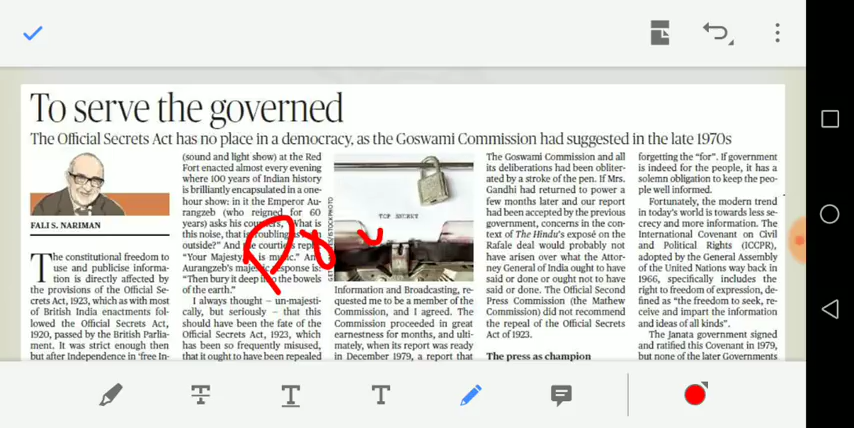 To serve the governed
The Official Secrets Act has no place in a democracy, as the Goswami Commission had suggested in the late 1970s
FALI S. NARIMAN
The constitutional freedom to
use and publicise informa-
tion is directly affected by
the provisions of the Official Se-
crets Act, 1923, which as with most
of British India enactments fol-
lowed the Official Secrets Act,
1920, passed by the British Parlia-
ment. It was strict enough then
but after Independence in 'free In-
(sound and light show) at the Red
Fort enacted almost every evening
where 100 years of Indian history
is brilliantly encapsulated in a one-
hour show: in it the Emperor Au-
rangzeb (who reigned for 60
years) asks his "What is
this noise, that is
outside?" And the
"Your Majesty, music." And
Aurangzeb's response is:
"Then bury it deep into the bowels
of the earth."
I always thought – un-majesti-
cally, but seriously – that this
should have been the fate of the
Official Secrets Act, 1923, which
has been so frequently misused,
that it ought to have been repealed
TOP SECRET
GETTY IMAGES/ISTOCKPHOTO
Information and Broadcasting, re-
quested me to be a member of the
Commission, and I agreed. The
Commission proceeded in great
earnestness for months, and ulti-
mately, when its report was ready
in December 1979, a report that
The Goswami Commission and all
its deliberations had been obliter-
ated by a stroke of the pen. If Mrs.
Gandhi had returned to power a
few months later and our report
had been accepted by the previous
government, concerns in the con-
text of The Hindu's exposé on the
Rafale deal would probably not
have arisen over what the Attor-
ney General of India ought to have
said or done or ought not to have
said or done. The Official Second
Press Commission (the Mathew
Commission) did not recommend
the repeal of the Official Secrets
Act of 1923.
The press as champion
forgetting the "for". If government
is indeed for the people, it has a
solemn obligation to keep the peo-
ple well informed.
Fortunately, the modern trend
in today's world is towards less se-
crecy and more information. The
International Covenant on Civil
and Political Rights (ICCPR),
adopted by the General Assembly
of the United Nations way back in
1966, specifically includes the
right to freedom of expression, de-
fined as "the freedom to seek, re-
ceive and impart the information
and ideas of all kinds".
The Janata government signed
and ratified this Covenant in 1979,
but none of the later Governments